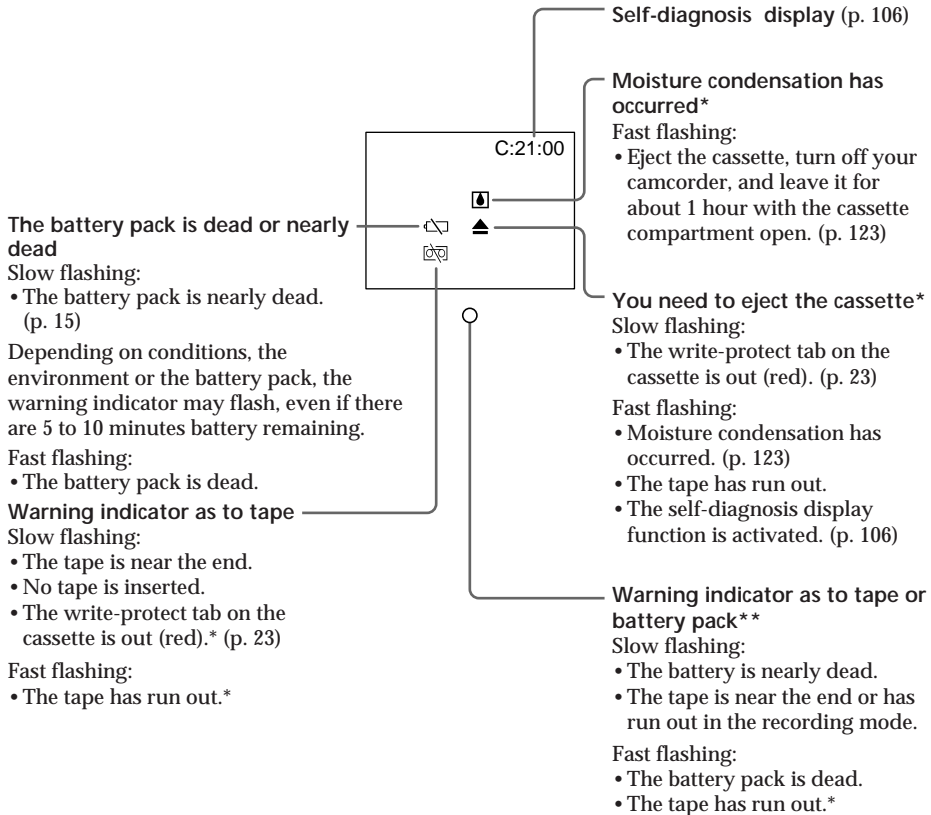 Self-diagnosis display (p. 106)
Moisture condensation has
occurred*
Fast flashing:
• Eject the cassette, turn off your
camcorder, and leave it for
about 1 hour with the cassette
compartment open. (p. 123)
C:21:00
The battery pack is dead or nearly
dead
Slow flashing:
• The battery pack is nearly dead.
(p. 15)
Depending on conditions, the
environment or the battery pack, the
warning indicator may flash, even if there
are 5 to 10 minutes battery remaining.
Fast flashing:
• The battery pack is dead.
Warning indicator as to tape
Slow flashing:
• The tape is near the end.
• No tape is inserted.
• The write-protect tab on the
cassette is out (red).* (p. 23)
Fast flashing:
• The tape has run out.*
You need to eject the cassette*
Slow flashing:
• The write-protect tab on the
cassette is out (red). (p. 23)
Fast flashing:
• Moisture condensation has
occurred. (p. 123)
• The tape has run out.
• The self-diagnosis display
function is activated. (p. 106)
Warning indicator as to tape or
battery pack**
Slow flashing:
• The battery is nearly dead.
• The tape is near the end or has
run out in the recording mode.
Fast flashing:
• The battery pack is dead.
• The tape has run out.*